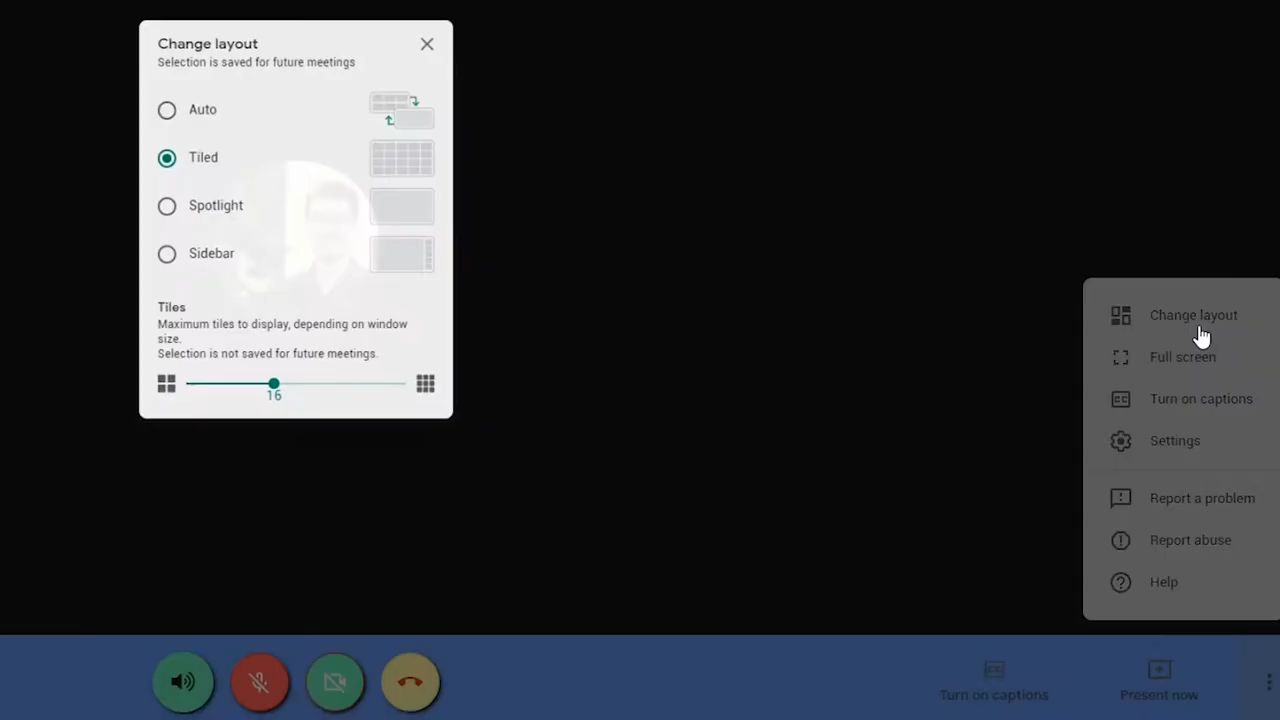 Change layout
Selection is saved for future meetings
Auto
Tiled
Spotlight
Sidebar
Tiles
Maximum tiles to display, depending on window
size.
Selection is not saved for future meetings.
16
Change layout
Full screen
CC Turn on captions
Settings
Report a problem
Report abuse
Help
CC
Turn on captions
Present now